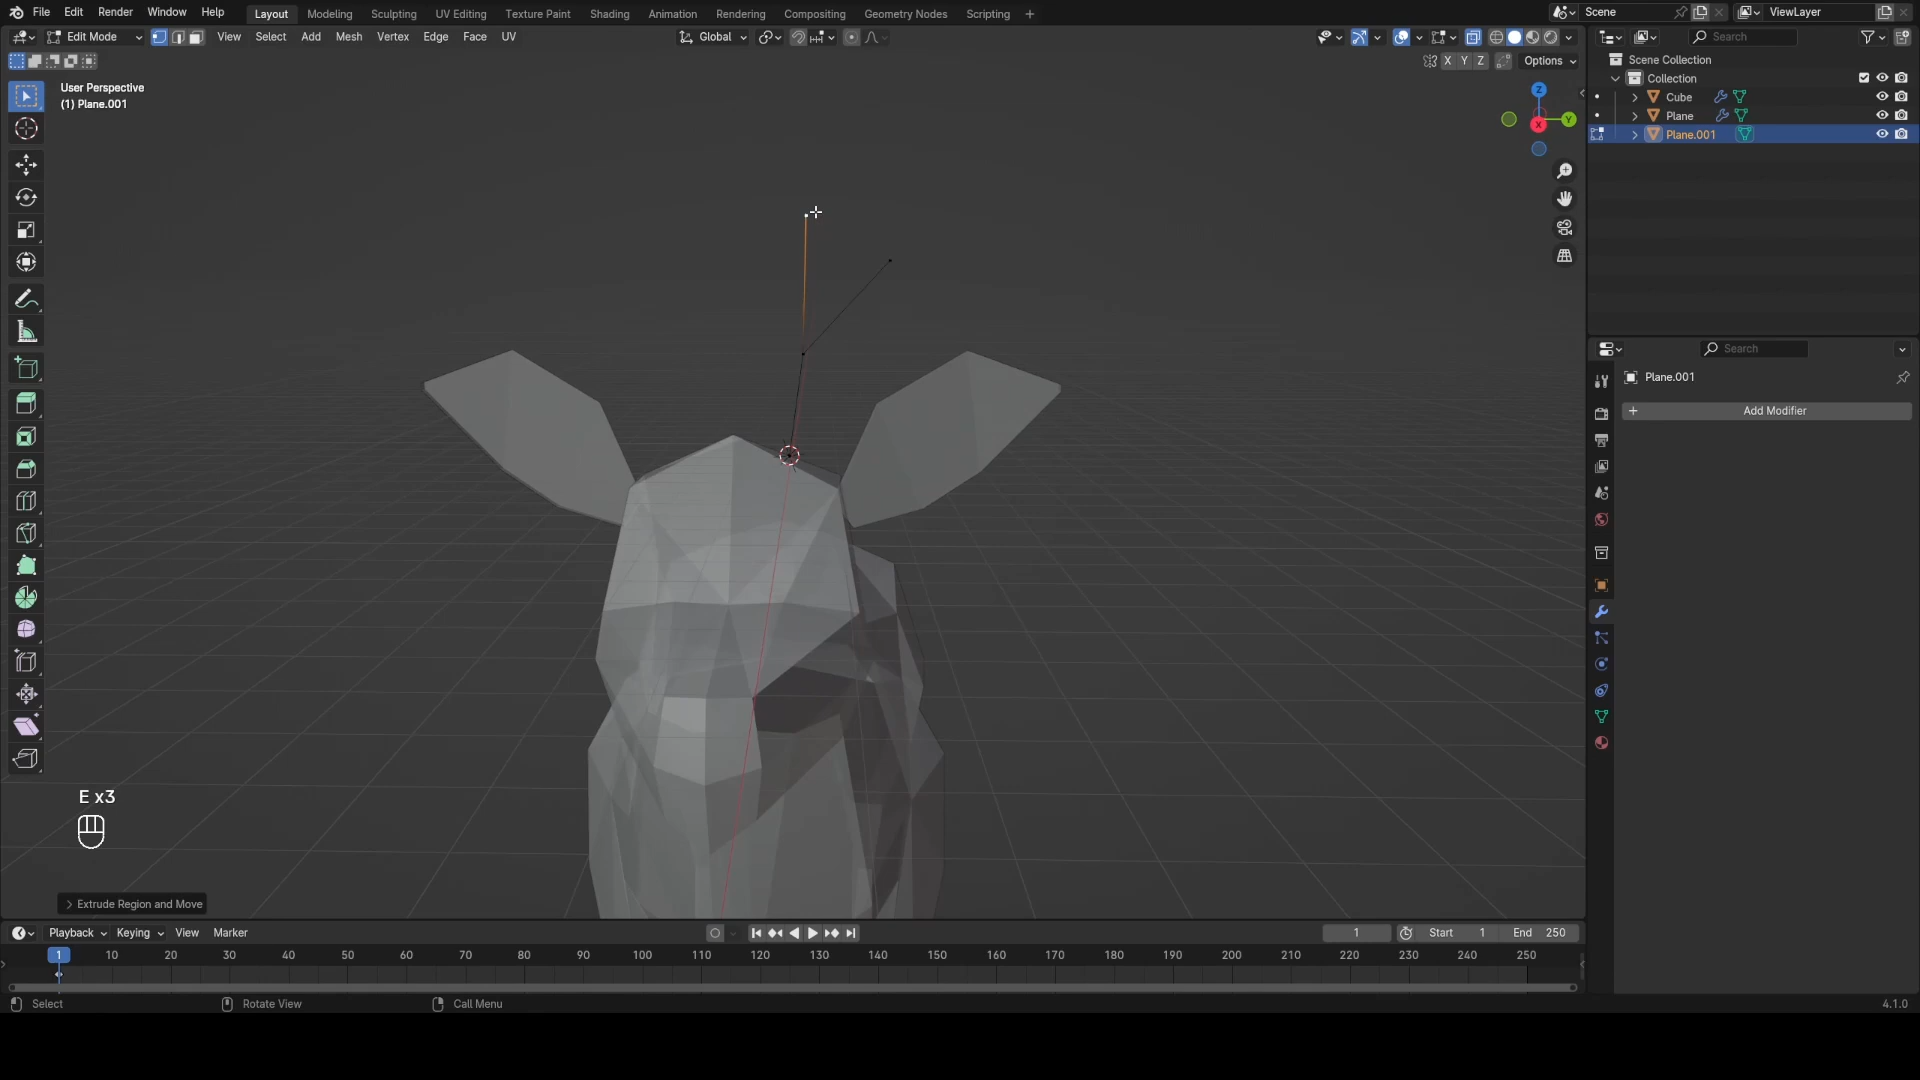 File Edit Render Window Help Layout Modeling Sculpting UV Editing Texture Paint Shading Animation Rendering Compositing Geometry Nodes Scripting + Scene ViewLayer
Edit Mode View Select Add Mesh Vertex Edge Face UV Global Search
X Y Z Options
User Perspective
(1) Plane.001
Z
Y
X
Scene Collection
Collection
Cube
Plane
Plane.001
Search
Plane.001
+ Add Modifier
E x3
> Extrude Region and Move
Playback Keying View Marker 1 Start 1 End 250
1 10 20 30 40 50 60 70 80 90 100 110 120 130 140 150 160 170 180 190 200 210 220 230 240 250
Select Rotate View Call Menu 4.1.0